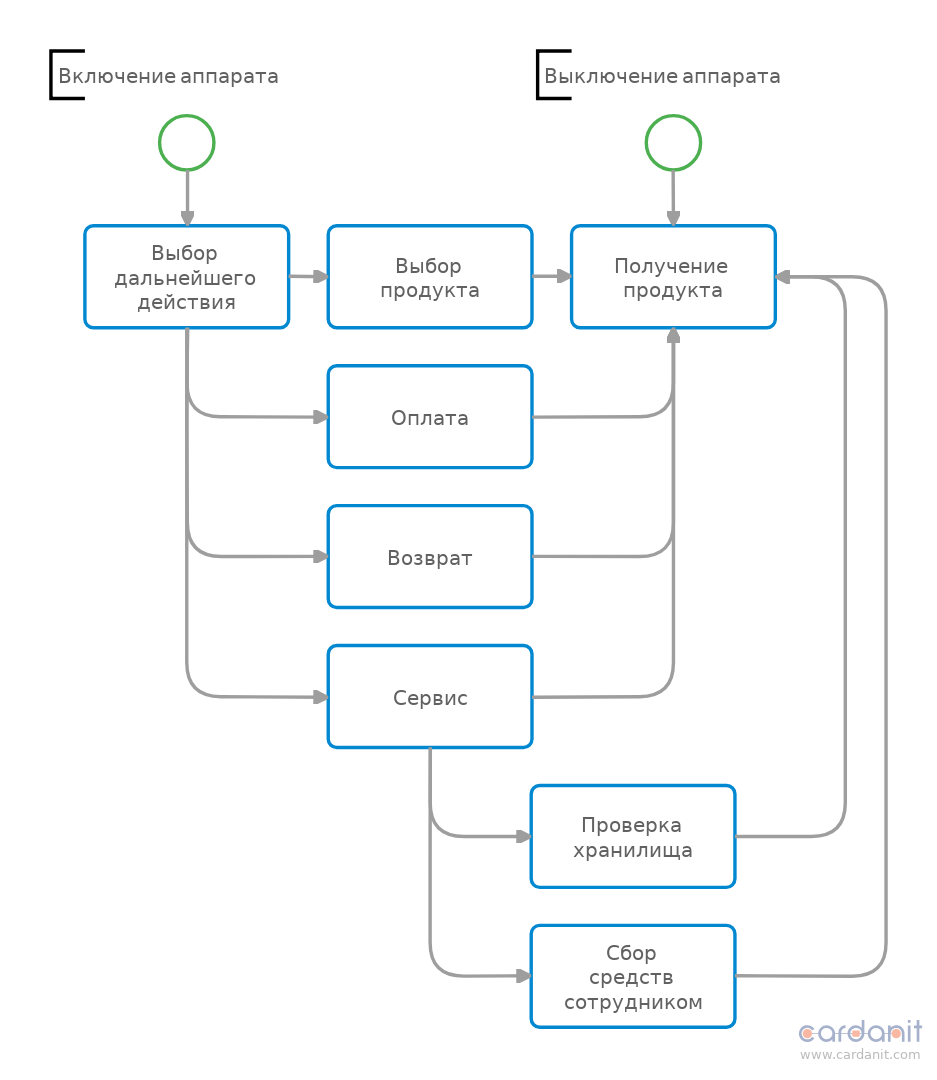 Включение аппарата
Выключение аппарата
Выбор
дальнейшего
действия
Выбор
продукта
Получение
продукта
Оплата
Возврат
Сервис
Проверка
хранилища
Сбор
средств
сотрудником
cardanit
www.cardanit.com